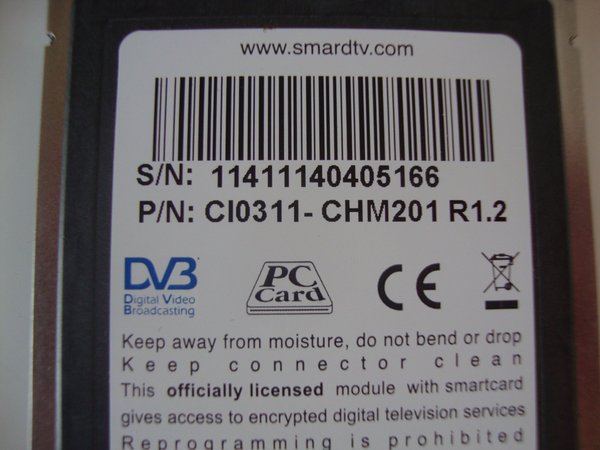 www.smardtv.com
S/N: 11411140405166
P/N: CI0311- CHM201 R1.2
DVB
Digital Video
Broadcasting
PC
Card
CE
Keep away from moisture, do not bend or drop
Keep connector clean
This officially licensed module with smartcard
gives access to encrypted digital television services
Reprogramming is prohibited